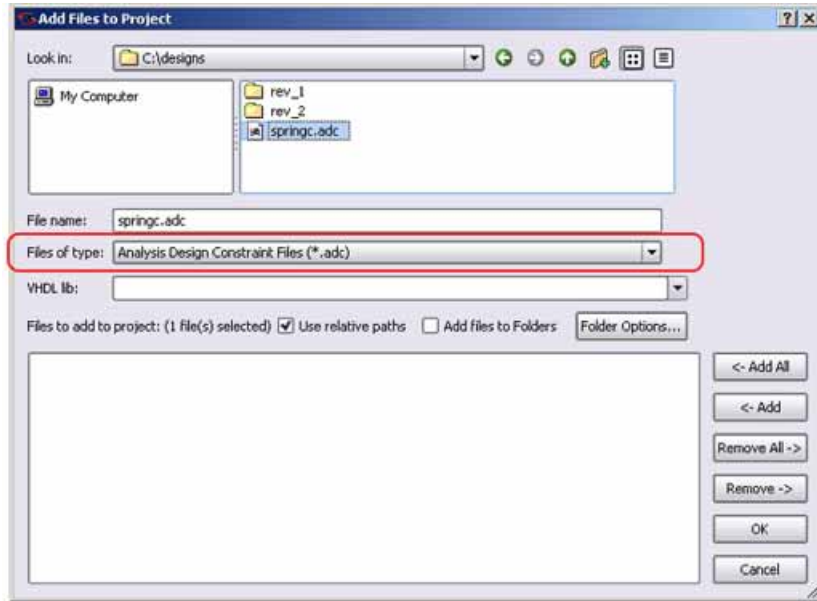 Add Files to Project
Look in: C:\designs
My Computer
rev_1
rev_2
springc.adc
File name: springc.adc
Files of type: Analysis Design Constraint Files (*.adc)
VHDL lib:
Files to add to project: (1 file(s) selected) Use relative paths Add files to Folders Folder Options...
<- Add All
<- Add
Remove All ->
Remove ->
OK
Cancel